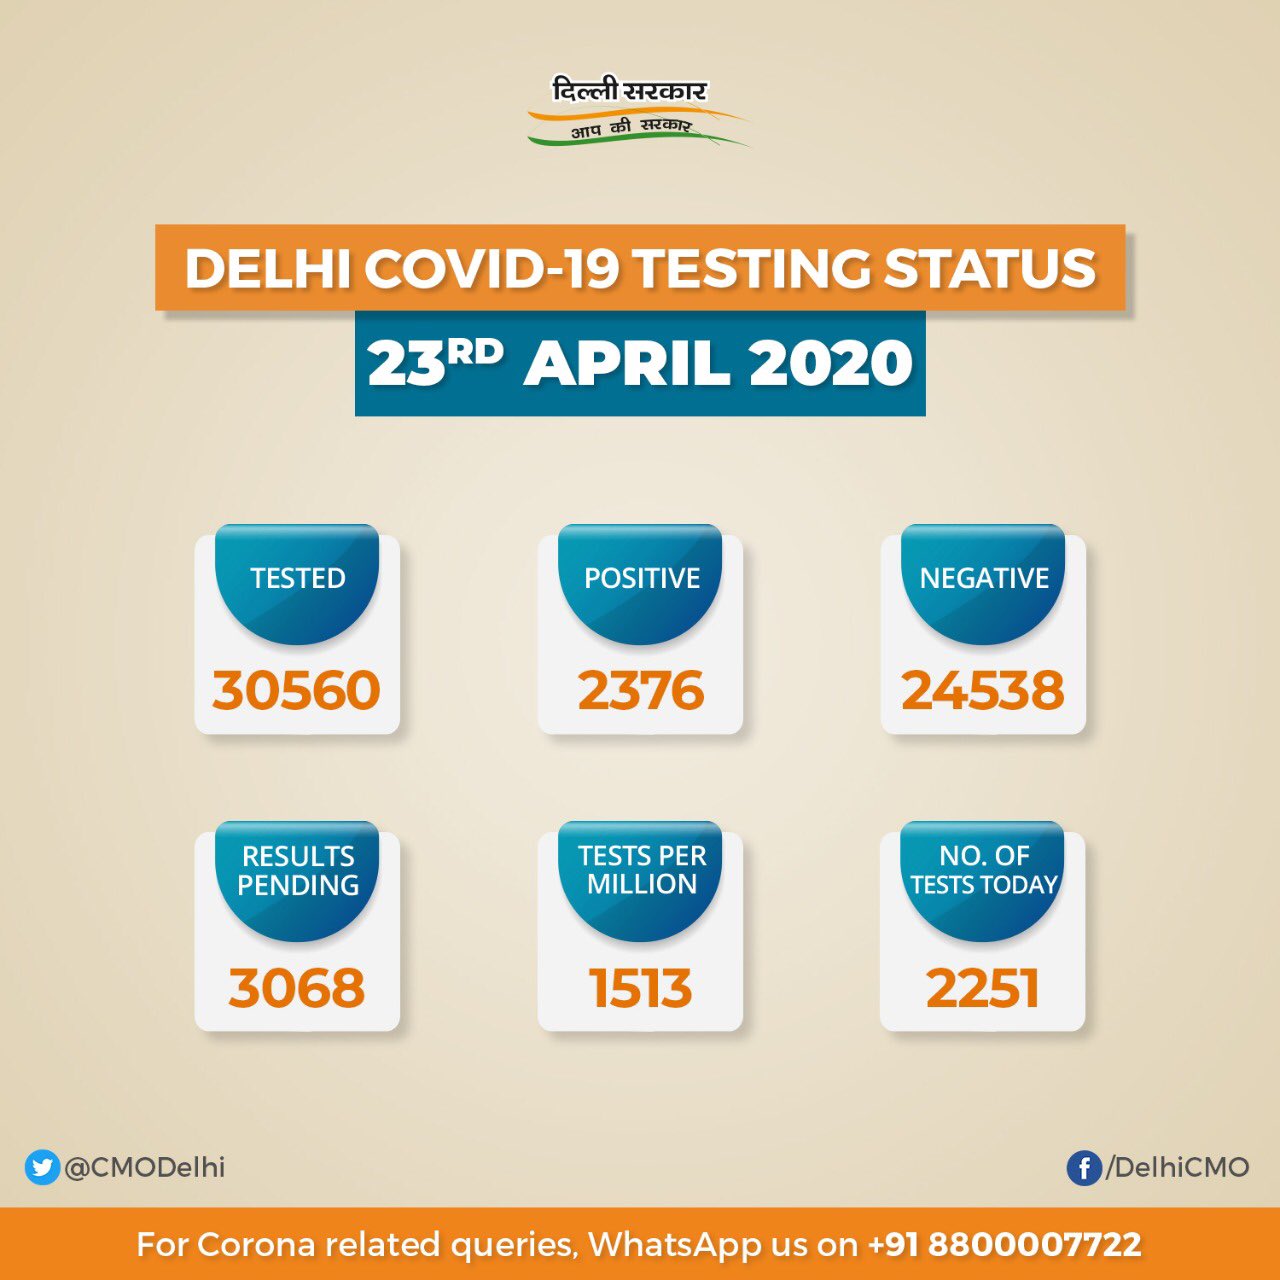 दिल्ली सरकार
आप की सरकार
DELHI COVID-19 TESTING STATUS
23RD APRIL 2020
TESTED
30560
POSITIVE
2376
NEGATIVE
24538
RESULTS
PENDING
3068
TESTS PER
MILLION
1513
NO. OF
TESTS TODAY
2251
@CMODelhi
f/DelhiCMO
For Corona related queries, WhatsApp us on +91 8800007722